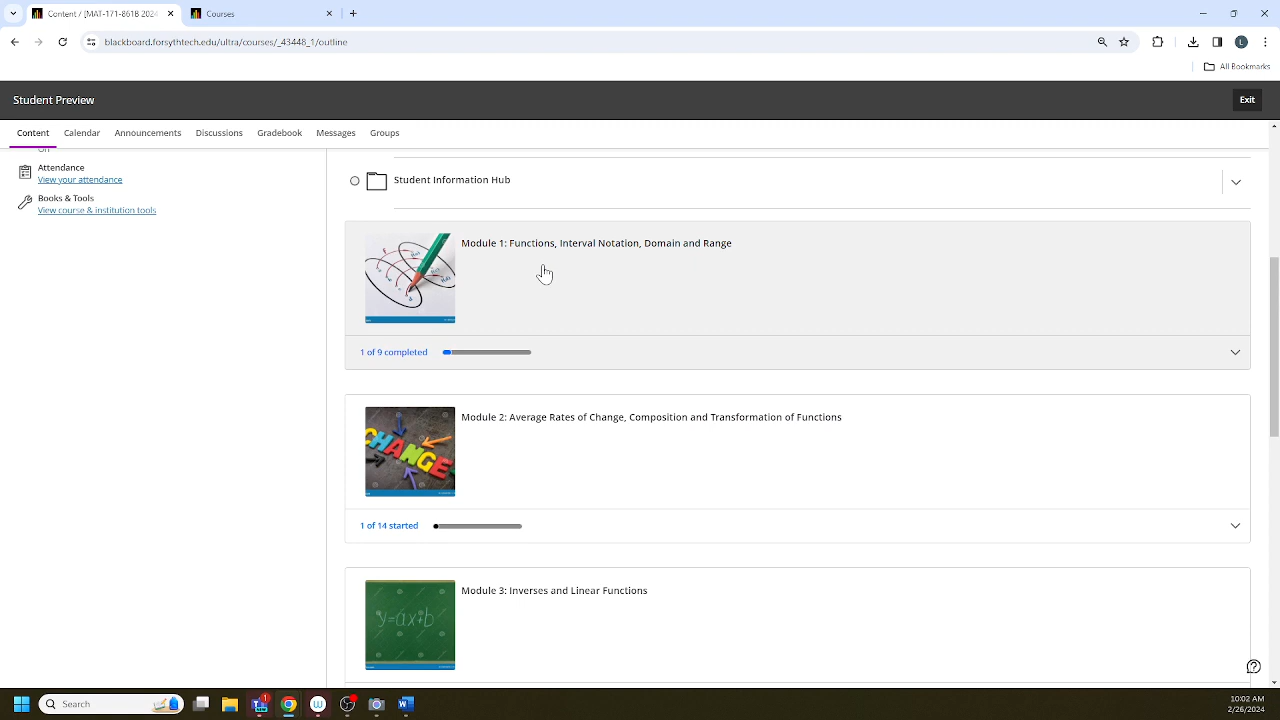 Content / [MAT-171-861B 2024
Courses
blackboard.forsythtech.edu/ultra/courses/_43448_1/outline
L
All Bookmarks
Student Preview
Exit
Content
Calendar
Announcements
Discussions
Gradebook
Messages
Groups
Off
Attendance
View your attendance
Books & Tools
View course & institution tools
Student Information Hub
Module 1: Functions, Interval Notation, Domain and Range
1 of 9 completed
Module 2: Average Rates of Change, Composition and Transformation of Functions
CHANGE
1 of 14 started
Module 3: Inverses and Linear Functions
y=ax+b
Search
1
10:02 AM
2/26/2024